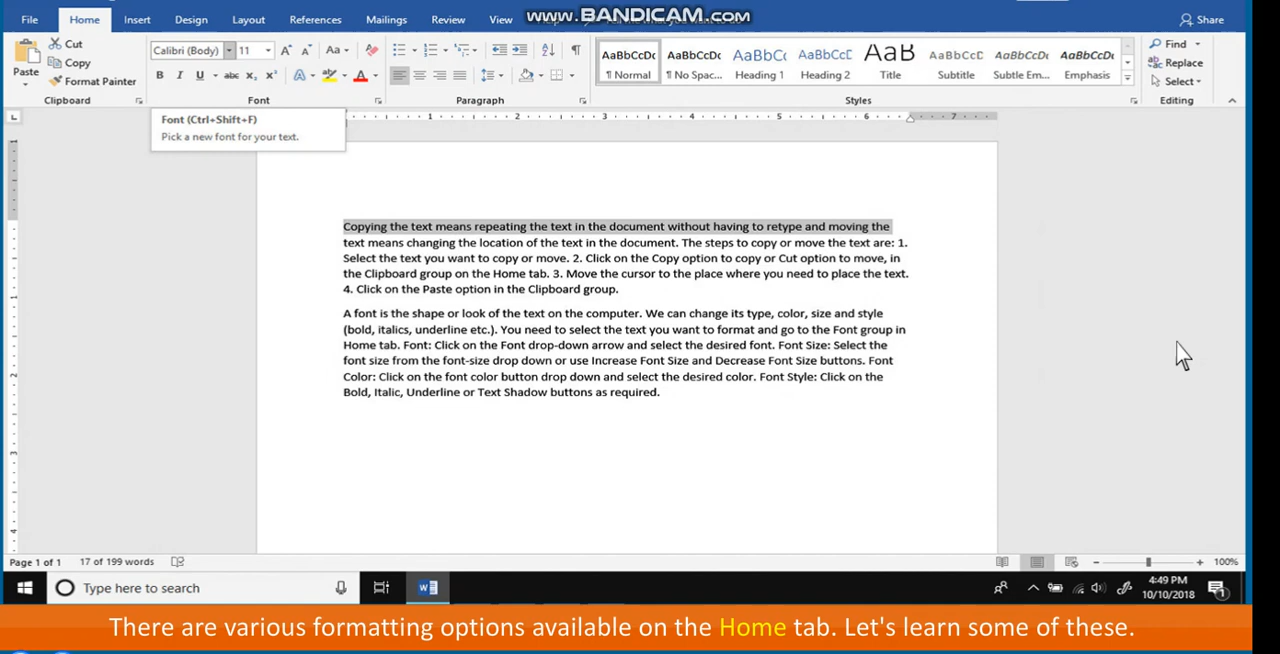 www.BANDICAM.com
File Home Insert Design Layout References Mailings Review View Share
Cut
Copy
Format Painter
Paste
Clipboard
Calibri (Body) 11
Font
Paragraph
AaBbCcDc AaBbCcDc AaBbC( AaBbCcE AaB AaBbCcD AaBbCcDt AaBbCcDt
¶ Normal ¶ No Spac... Heading 1 Heading 2 Title Subtitle Subtle Em... Emphasis
Styles
Find
Replace
Select
Editing
Font (Ctrl+Shift+F)
Pick a new font for your text.
1 2 3 4 5 6 7
Copying the text means repeating the text in the document without having to retype and moving the
text means changing the location of the text in the document. The steps to copy or move the text are: 1.
Select the text you want to copy or move. 2. Click on the Copy option to copy or Cut option to move, in
the Clipboard group on the Home tab. 3. Move the cursor to the place where you need to place the text.
4. Click on the Paste option in the Clipboard group.
A font is the shape or look of the text on the computer. We can change its type, color, size and style
(bold, italics, underline etc.). You need to select the text you want to format and go to the Font group in
Home tab. Font: Click on the Font drop-down arrow and select the desired font. Font Size: Select the
font size from the font-size drop down or use Increase Font Size and Decrease Font Size buttons. Font
Color: Click on the font color button drop down and select the desired color. Font Style: Click on the
Bold, Italic, Underline or Text Shadow buttons as required.
Page 1 of 1 17 of 199 words 100%
Type here to search
4:49 PM
10/10/2018
There are various formatting options available on the Home tab. Let's learn some of these.